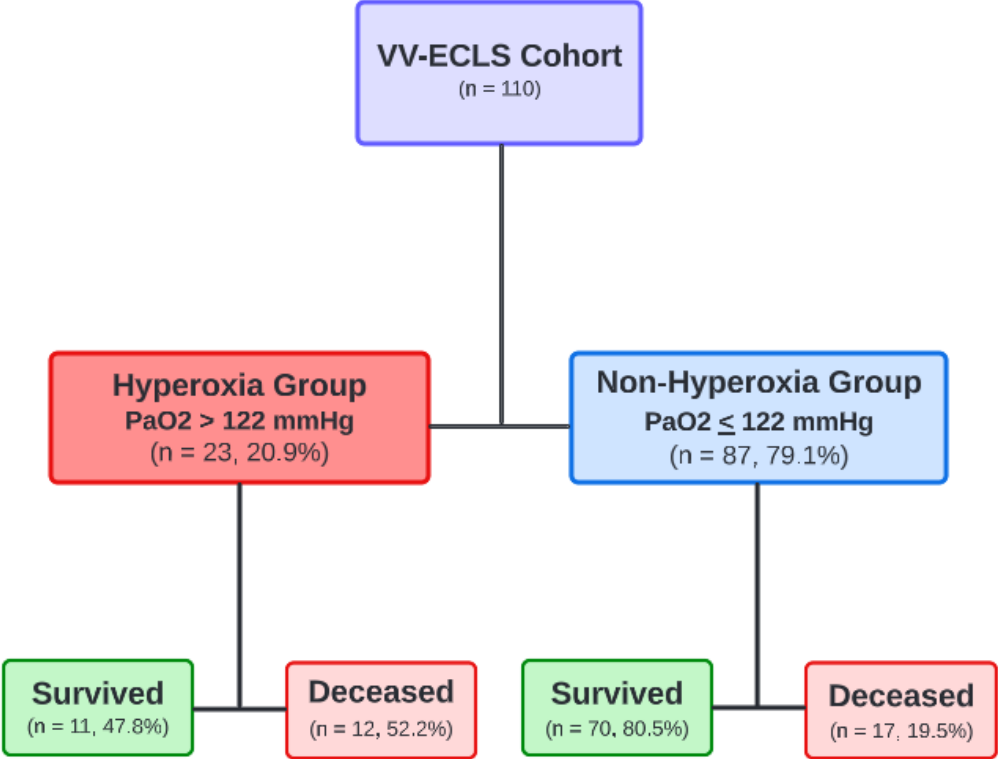 VV-ECLS Cohort
(n = 110)
Hyperoxia Group
PaO2 > 122 mmHg
(n = 23, 20.9%)
Non-Hyperoxia Group
PaO2 ≤ 122 mmHg
(n = 87, 79.1%)
Survived
(n = 11, 47.8%)
Deceased
(n = 12, 52.2%)
Survived
(n = 70, 80.5%)
Deceased
(n = 17, 19.5%)